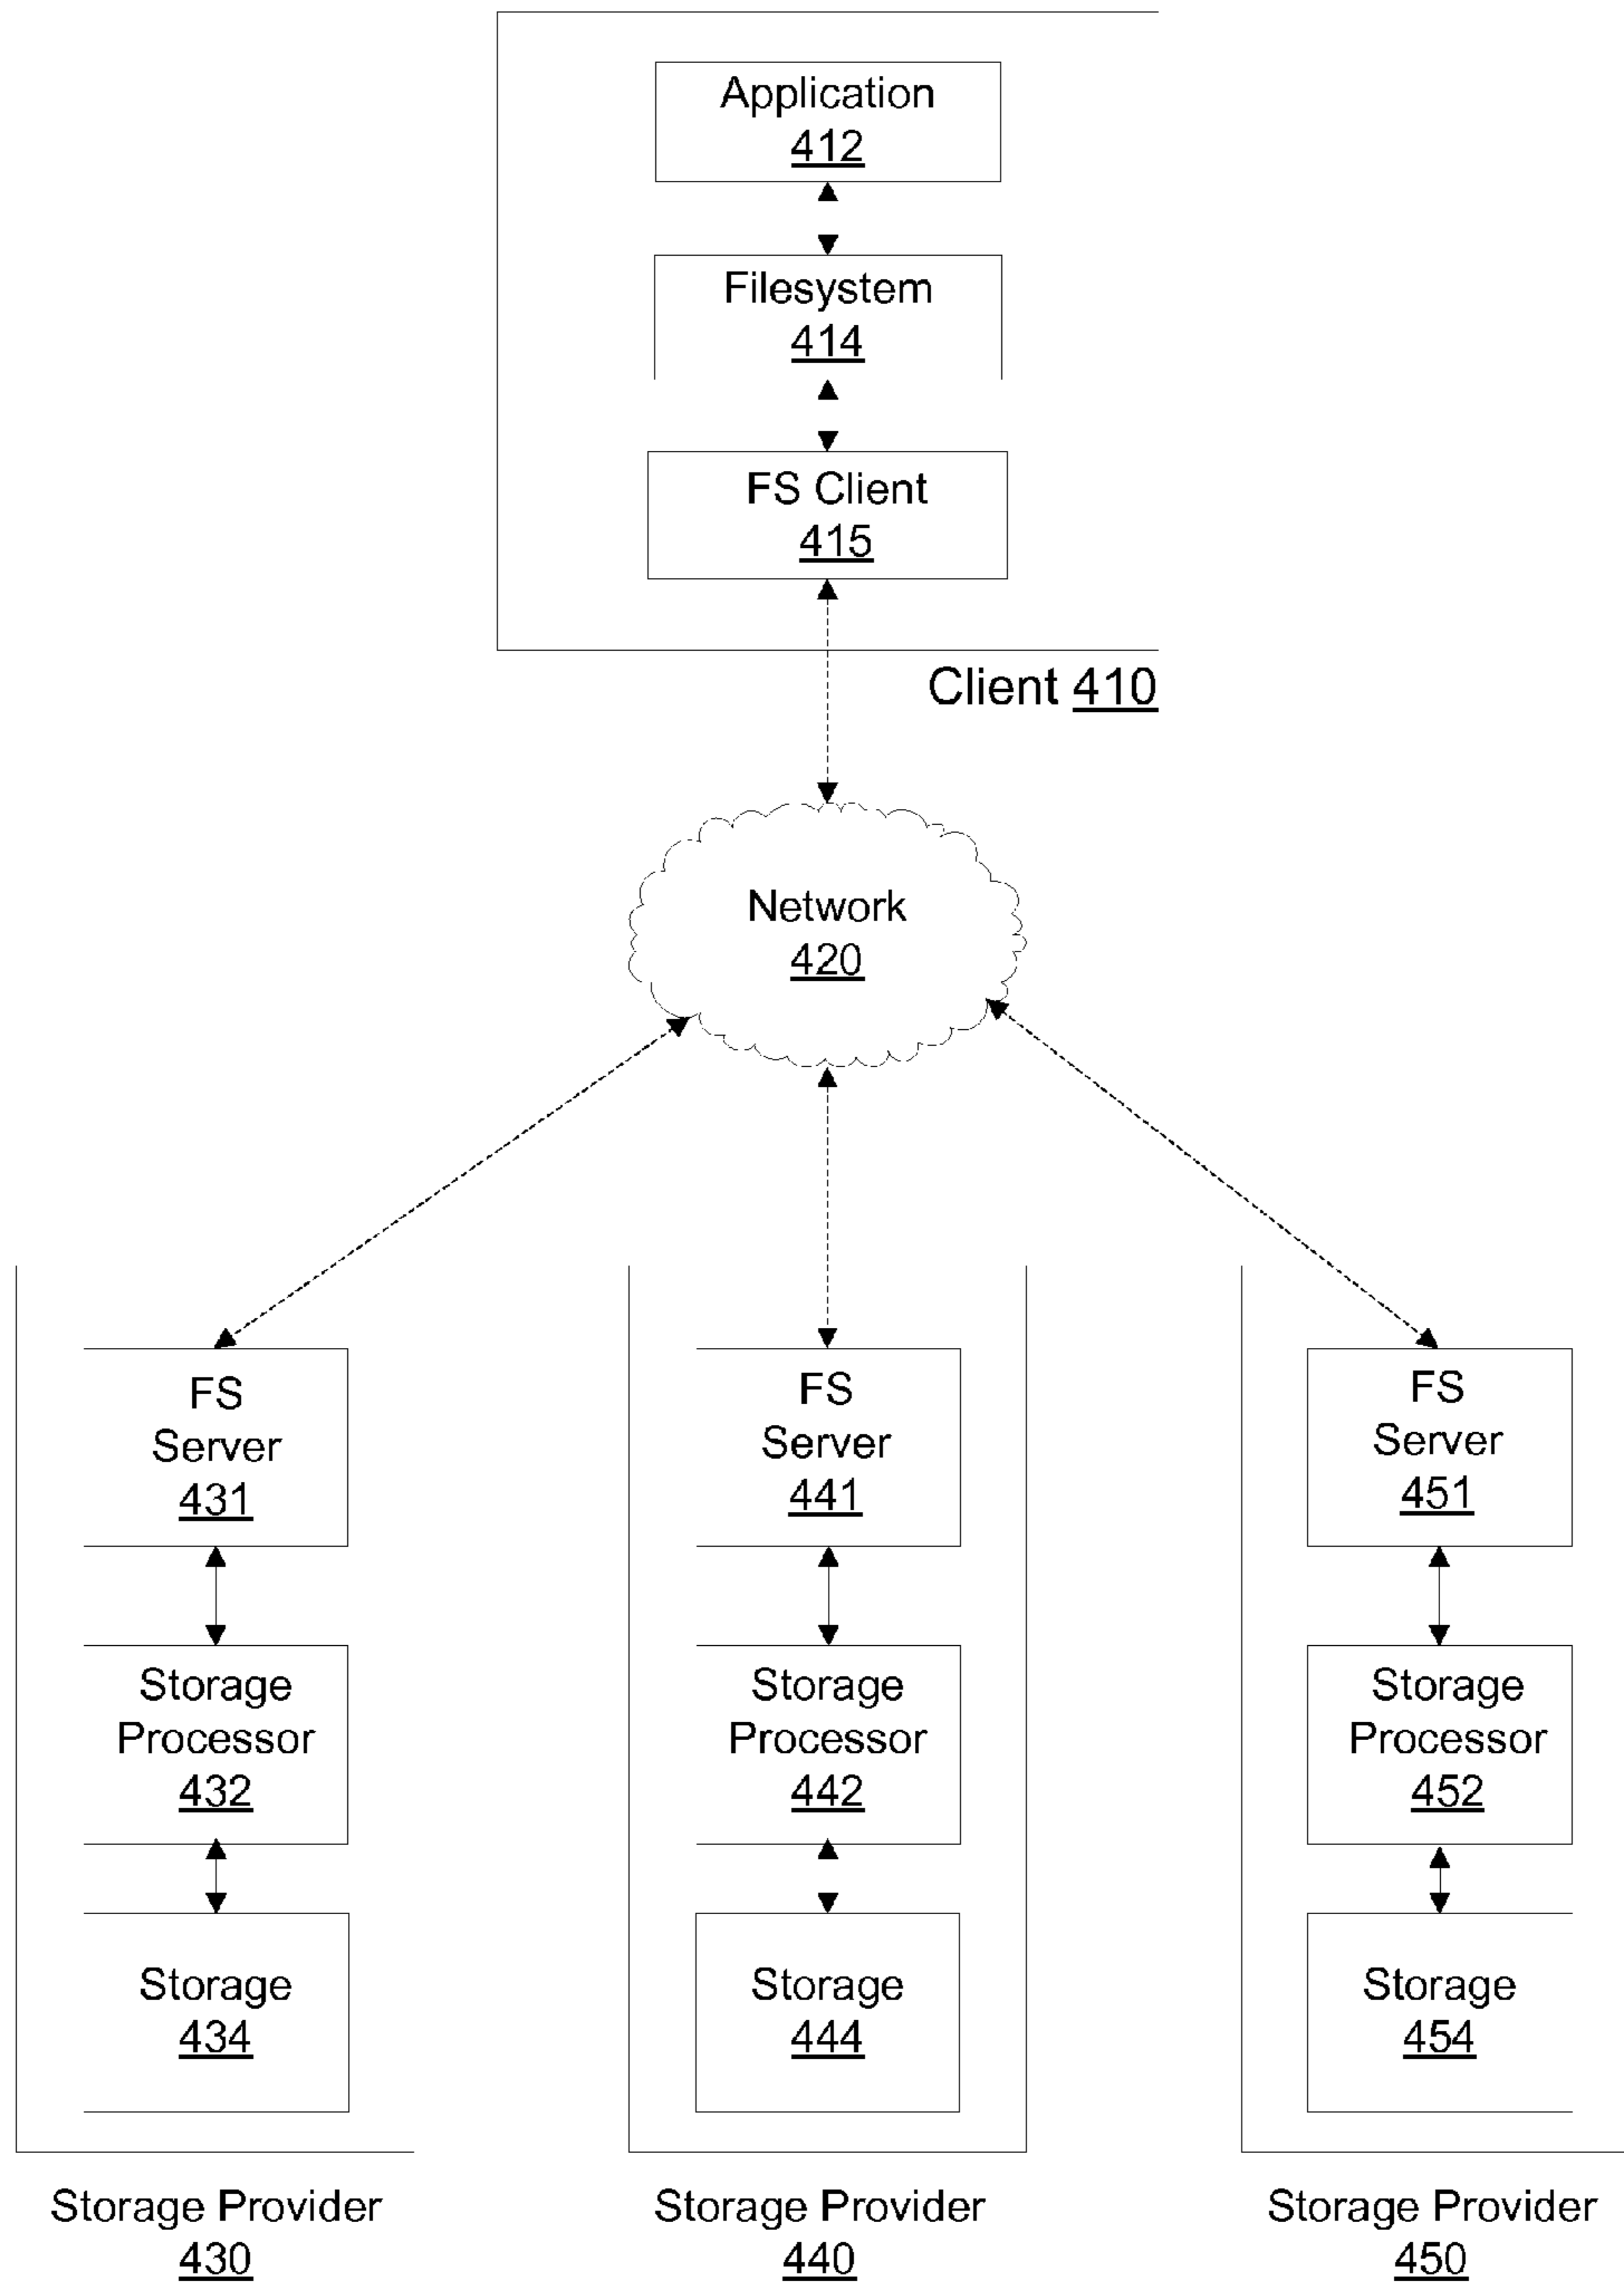 Application
412
Filesystem
414
FS Client
415
Client 410
Network
420
FS
Server
431
Storage
Processor
432
Storage
434
Storage Provider
430
FS
Server
441
Storage
Processor
442
Storage
444
Storage Provider
440
FS
Server
451
Storage
Processor
452
Storage
454
Storage Provider
450